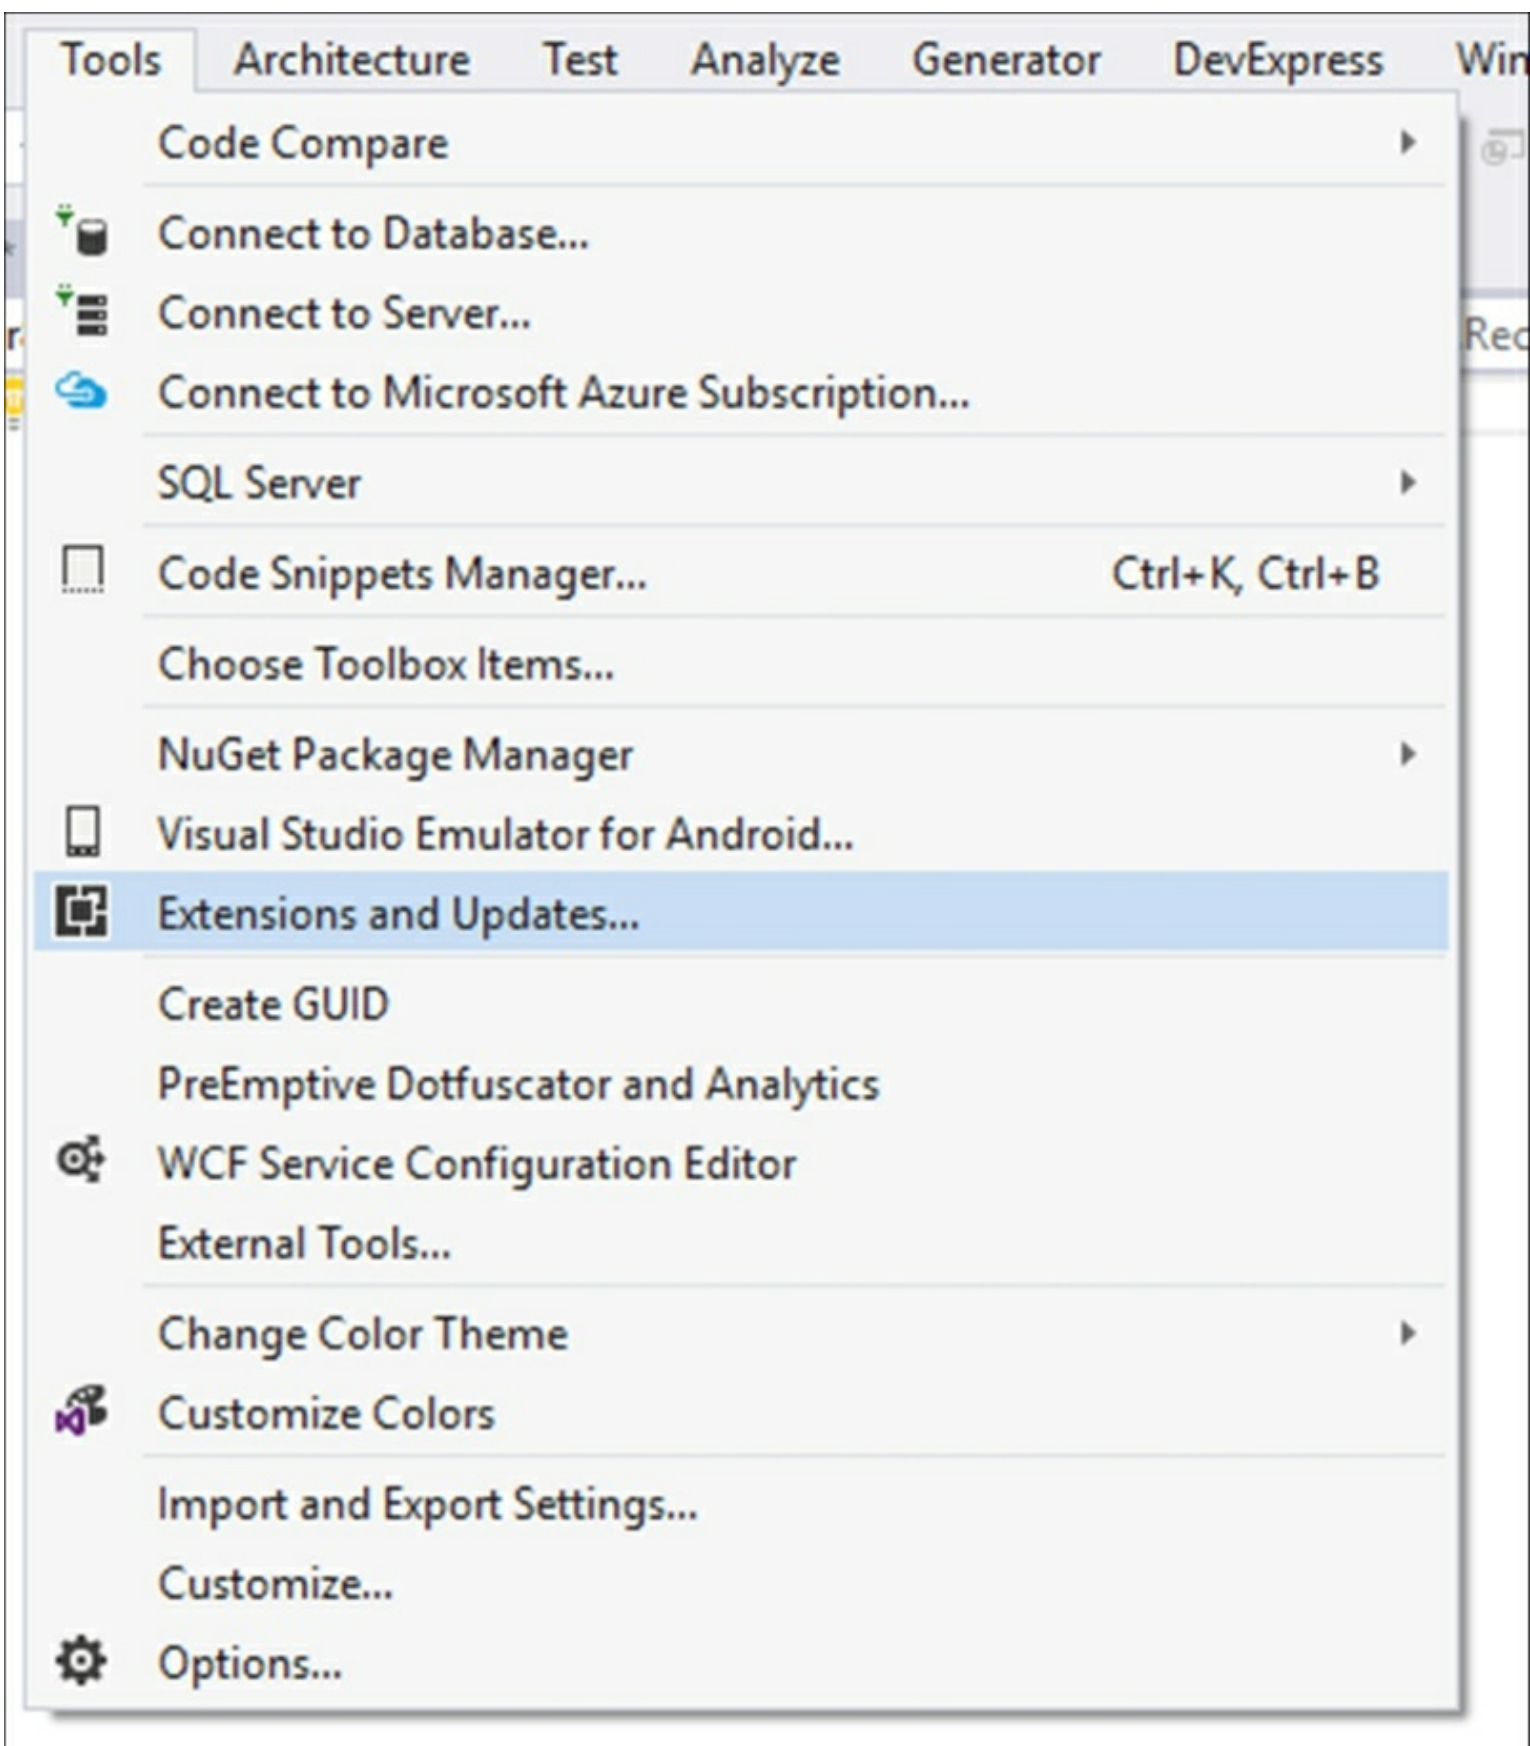 Tools Architecture Test Analyze Generator DevExpress
Code Compare
Connect to Database...
Connect to Server...
Connect to Microsoft Azure Subscription...
SQL Server
Code Snippets Manager... Ctrl+K, Ctrl+B
Choose Toolbox Items...
NuGet Package Manager
Visual Studio Emulator for Android...
Extensions and Updates...
Create GUID
PreEmptive Dotfuscator and Analytics
WCF Service Configuration Editor
External Tools...
Change Color Theme
Customize Colors
Import and Export Settings...
Customize...
Options...